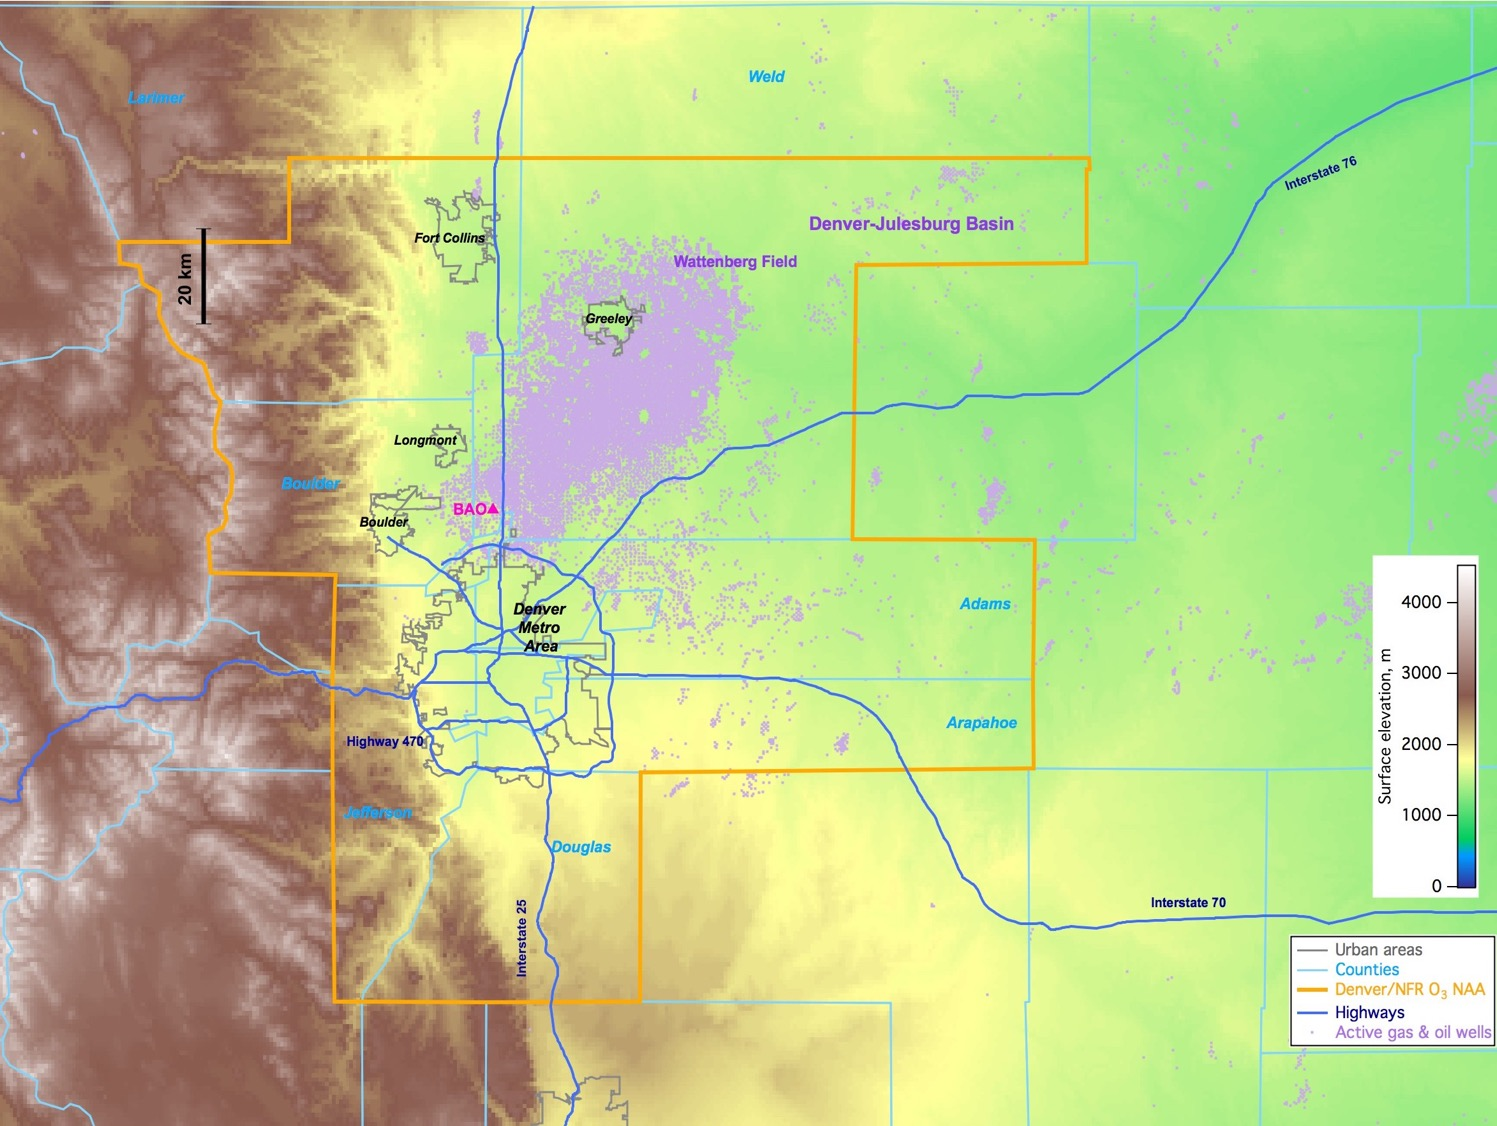 Weld
Larimer
Interstate 76
Denver-Julesburg Basin
Fort Collins
Wattenberg Field
20 km
Greeley
Longmont
Boulder
BAO
Boulder
Denver
Metro
Area
Adams
Arapahoe
Highway 470
Jefferson
Douglas
Interstate 25
Interstate 70
Surface elevation, m
4000
3000
2000
1000
0
Urban areas
Counties
Denver/NFR O₃ NAA
Highways
Active gas & oil wells